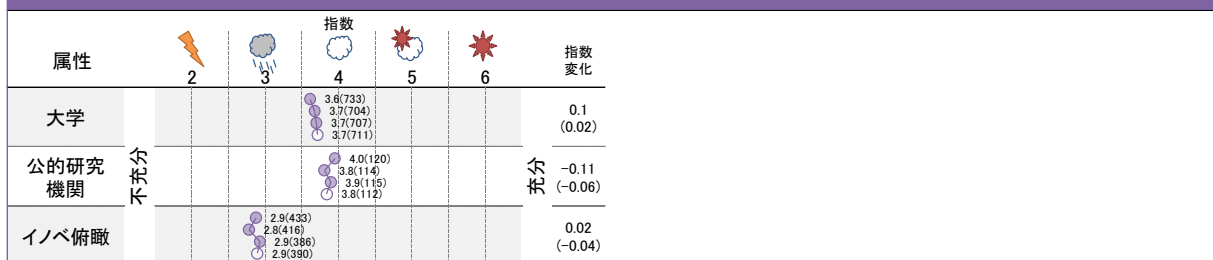 指数
属性
2 3 4 5 6
指数
変化
不充分
充分
大学
3.6(733)
3.7(704)
3.7(707)
3.7(711)
0.1
(0.02)
公的研究
機関
4.0(120)
3.8(114)
3.9(115)
3.8(112)
-0.11
(-0.06)
イノベ俯瞰
2.9(433)
2.8(416)
2.9(386)
2.9(390)
0.02
(-0.04)